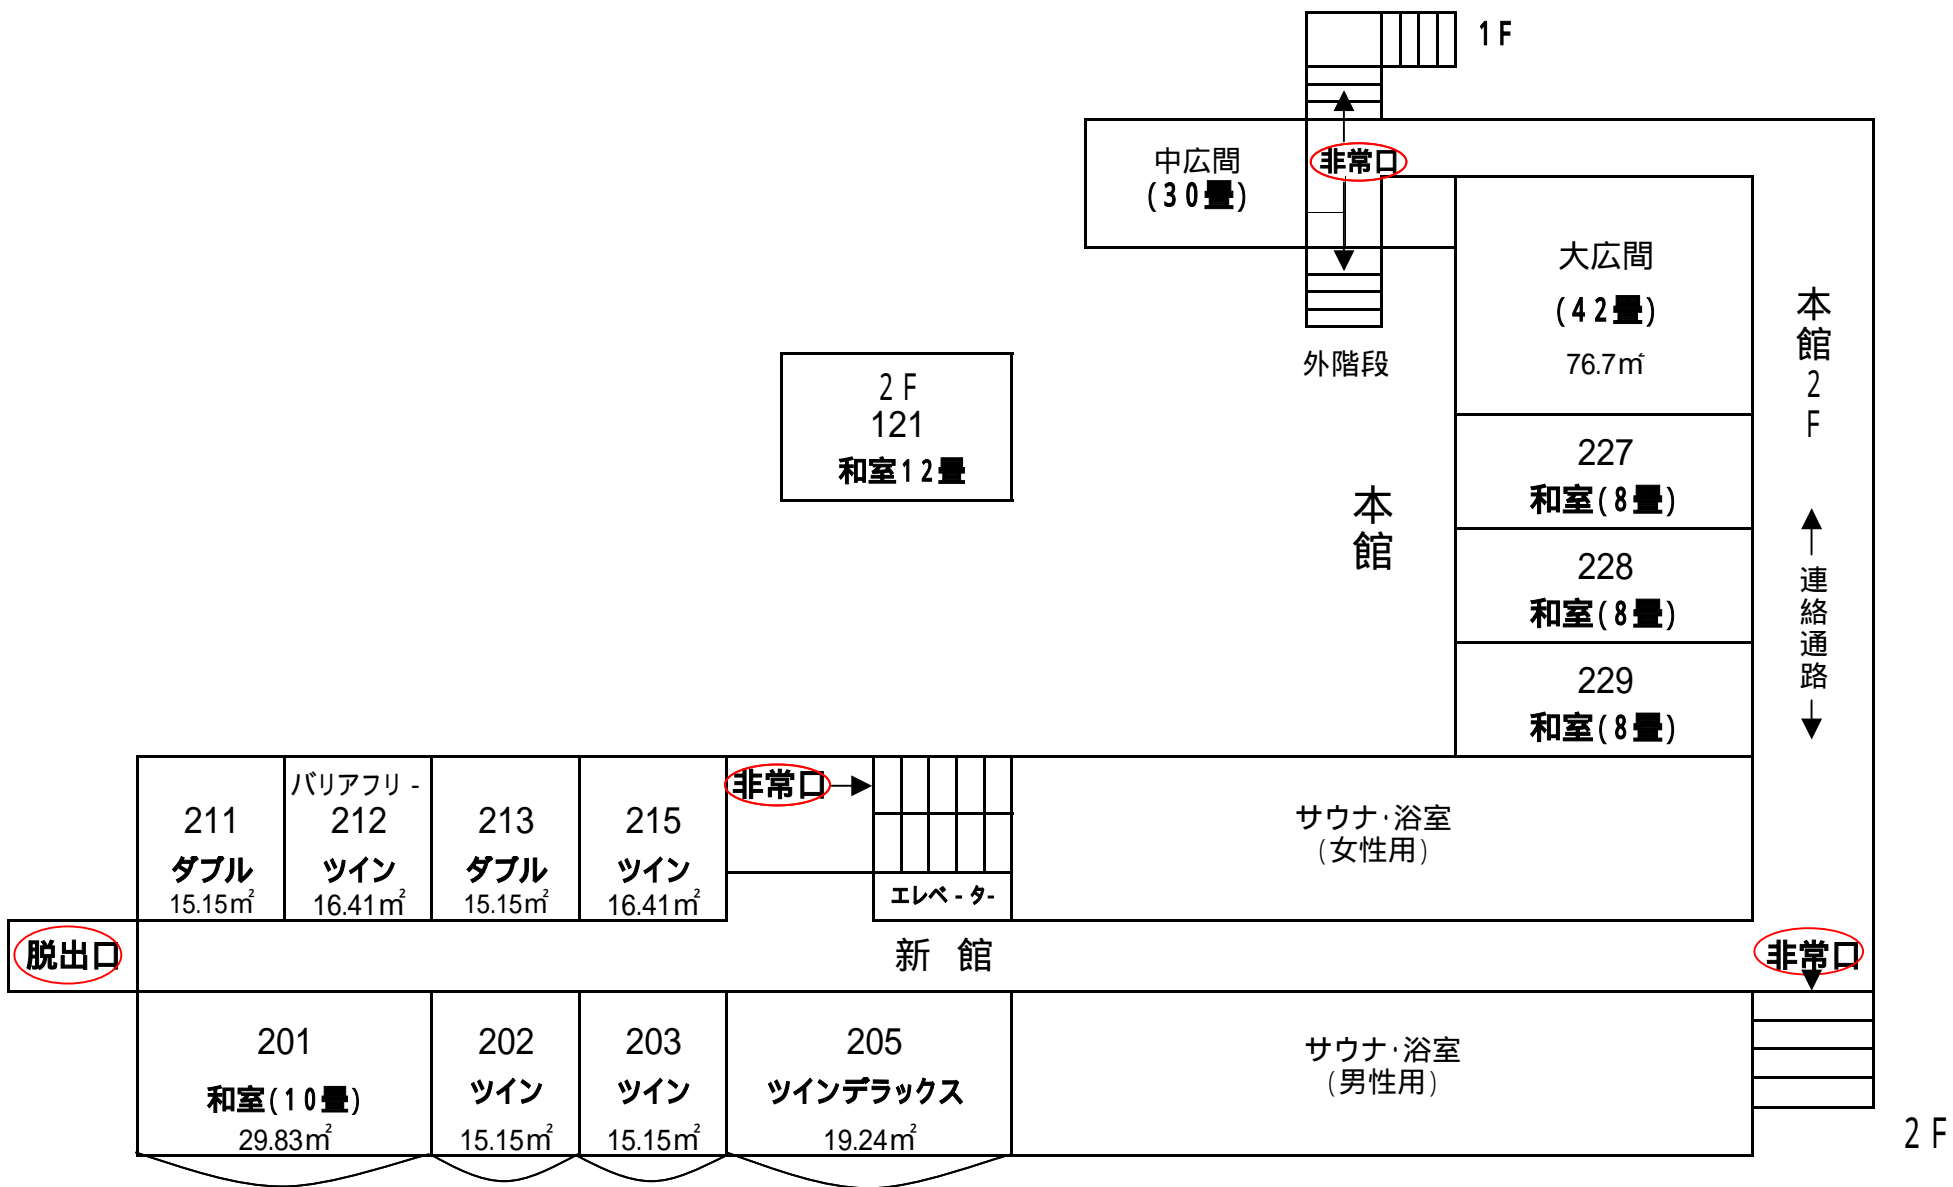 1F
中広間
(30畳)
非常口
大広間
(42畳)
76.7㎡
外階段
本館2F
2F
121
和室12畳
227
和室(8畳)
本館
228
和室(8畳)
連絡通路
229
和室(8畳)
211
ダブル
15.15㎡
バリアフリ-
212
ツイン
16.41㎡
213
ダブル
15.15㎡
215
ツイン
16.41㎡
非常口
エレベ-タ-
サウナ・浴室
(女性用)
脱出口
新館
非常口
201
和室(10畳)
29.83㎡
202
ツイン
15.15㎡
203
ツイン
15.15㎡
205
ツインデラックス
19.24㎡
サウナ・浴室
(男性用)
2F